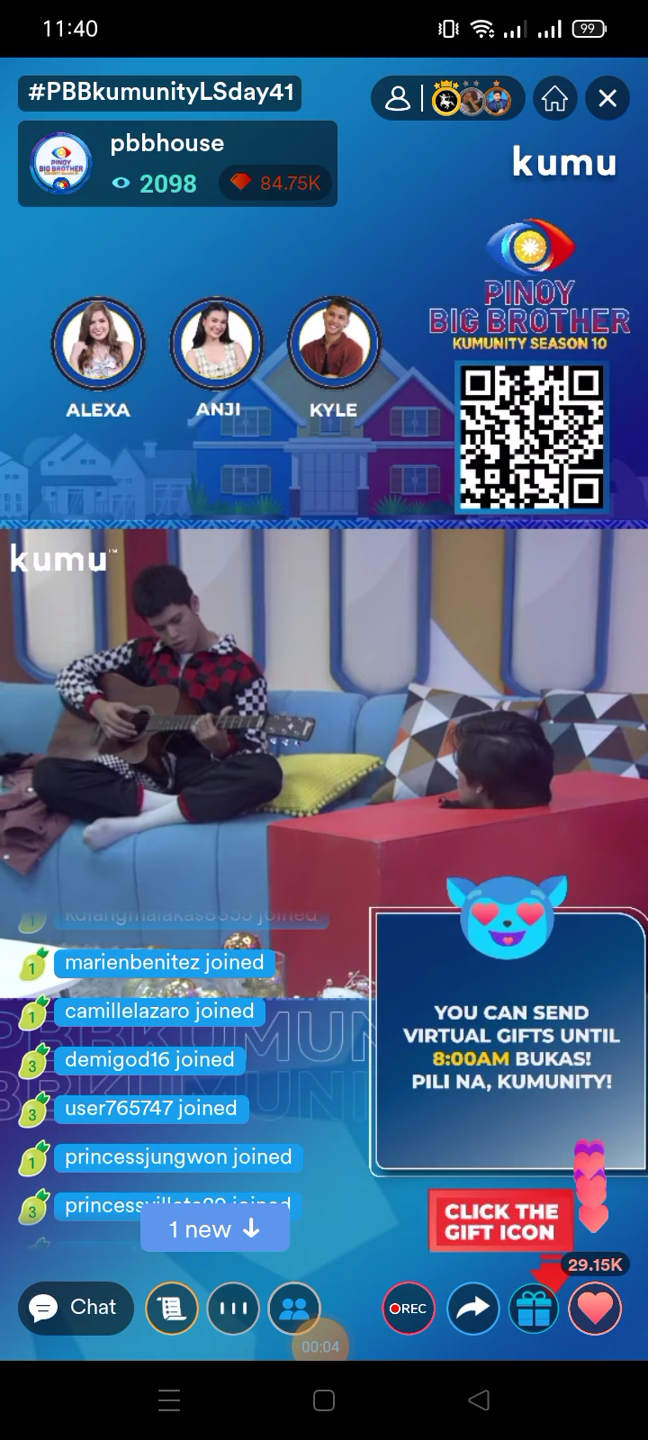 11:40
99
#PBBkumunityLSday41
pbbhouse
2098
84.75K
kumu
PINOY
BIG BROTHER
KUMUNITY SEASON 10
ALEXA
ANJI
KYLE
kumu™
marienbenitez joined
camillelazaro joined
demigod16 joined
user765747 joined
princessjungwon joined
1 new
YOU CAN SEND
VIRTUAL GIFTS UNTIL
8:00AM BUKAS!
PILI NA, KUMUNITY!
CLICK THE
GIFT ICON
29.15K
Chat
REC
00:04